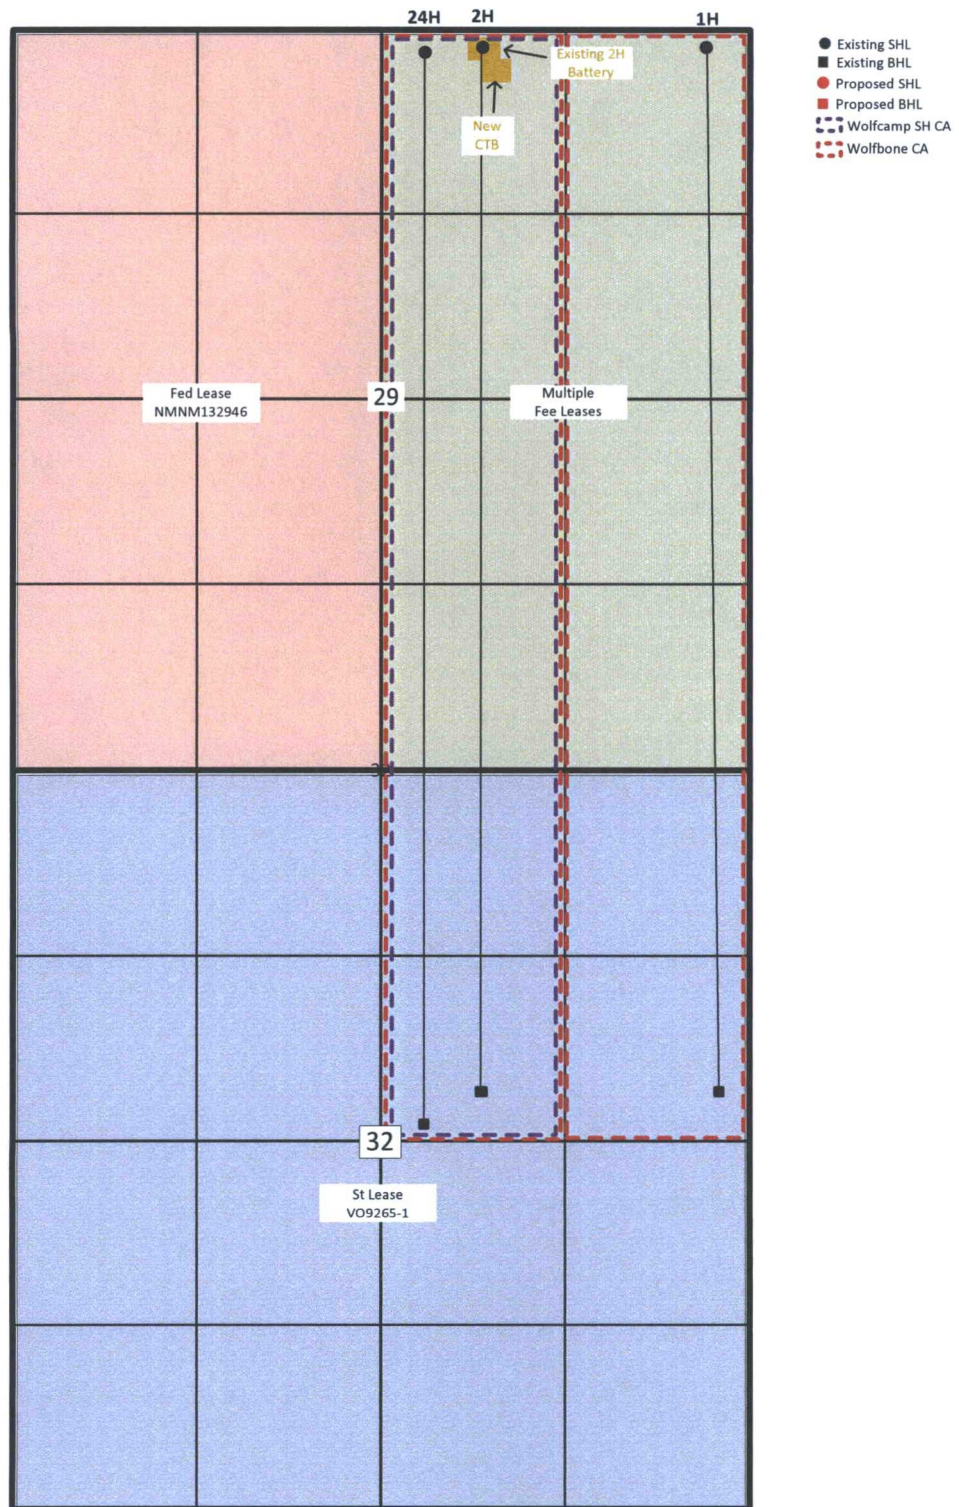 24H
2H
1H
Existing SHL
Existing BHL
Proposed SHL
Proposed BHL
Wolfcamp SH CA
Wolfbone CA
Existing 2H
Battery
New
CTB
Fed Lease
NMNM132946
29
Multiple
Fee Leases
32
St Lease
VO9265-1